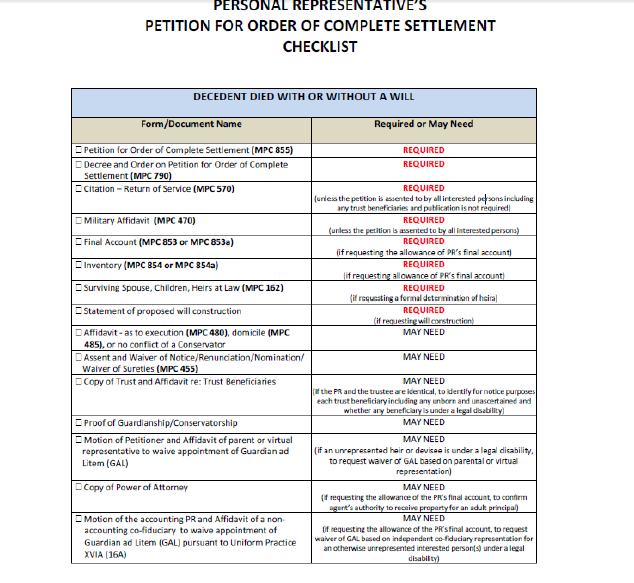 PERSONAL REPRESENTATIVE'S
PETITION FOR ORDER OF COMPLETE SETTLEMENT
CHECKLIST
DECEDENT DIED WITH OR WITHOUT A WILL
Form/Document Name Required or May Need
Petition for Order of Complete Settlement (MPC 855) REQUIRED
Decree and Order on Petition for Order of Complete REQUIRED
Settlement (MPC 790)
Citation – Return of Service (MPC 570) REQUIRED
(unless the petition is assented to by all interested persons including
any trust beneficiaries and publication is not required)
Military Affidavit (MPC 470) REQUIRED
(unless the petition is assented to by all interested persons)
Final Account (MPC 853 or MPC 853a) REQUIRED
(if requesting the allowance of PR's final account)
Inventory (MPC 854 or MPC 854a) REQUIRED
(if requesting allowance of PR's final account)
Surviving Spouse, Children, Heirs at Law (MPC 162) REQUIRED
(if requesting a formal determination of heirs)
Statement of proposed will construction REQUIRED
(if requesting will construction)
Affidavit - as to execution (MPC 480), domicile (MPC MAY NEED
485), or no conflict of a Conservator
Assent and Waiver of Notice/Renunciation/Nomination/ MAY NEED
Waiver of Sureties (MPC 455)
Copy of Trust and Affidavit re: Trust Beneficiaries MAY NEED
(if the PR and the trustee are identical, to identify for notice purposes
each trust beneficiary including any unborn and unascertained and
whether any beneficiary is under a legal disability)
Proof of Guardianship/Conservatorship MAY NEED
Motion of Petitioner and Affidavit of parent or virtual MAY NEED
representative to waive appointment of Guardian ad (if an unrepresented heir or devisee is under a legal disability,
Litem (GAL) to request waiver of GAL based on parental or virtual
representation)
Copy of Power of Attorney MAY NEED
(if requesting the allowance of the PR's final account, to confirm
agent's authority to receive property for an adult principal)
Motion of the accounting PR and Affidavit of a non- MAY NEED
accounting co-fiduciary to waive appointment of (if requesting the allowance of the PR's final account, to request
Guardian ad Litem (GAL) pursuant to Uniform Practice waiver of GAL based on independent co-fiduciary representation for
XVIA (16A) an otherwise unrepresented interested person(s) under a legal
disability)